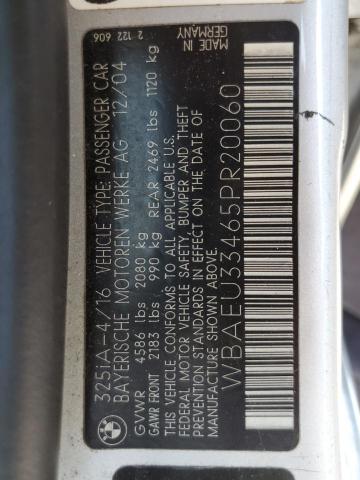 325iA-4/16 VEHICLE TYPE: PASSENGER CAR
BAYERISCHE MOTOREN WERKE AG 12/04
GVWR 4586 lbs 2080 kg
GAWR FRONT 2183 lbs 990 kg REAR 2469 lbs 1120 kg
THIS VEHICLE CONFORMS TO ALL APPLICABLE U.S.
FEDERAL MOTOR VEHICLE SAFETY, BUMPER AND THEFT
PREVENTION STANDARDS IN EFFECT ON THE DATE OF
MANUFACTURE SHOWN ABOVE.
WBAEU33465PR20060
2 122 606
MADE IN
GERMANY
BMW